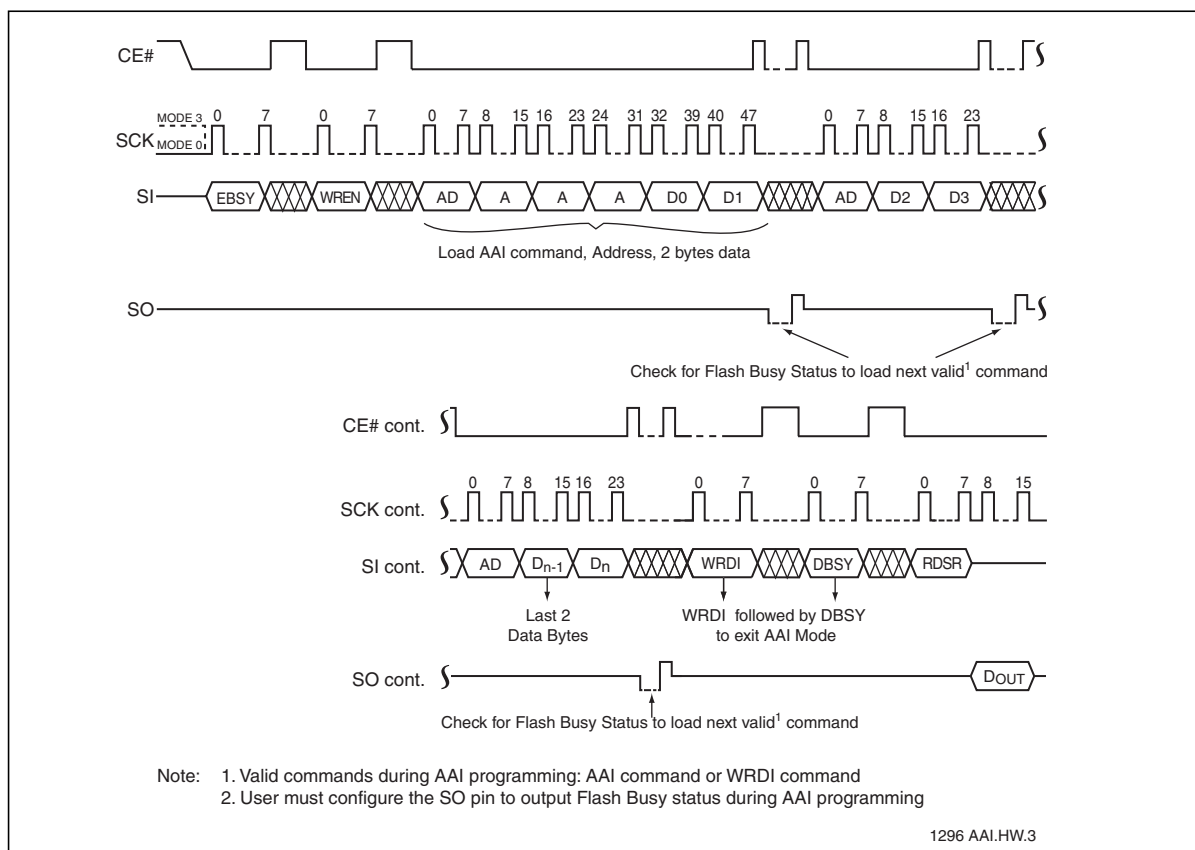 CE#
MODE 3
MODE 0
SCK
0 7 0 7 0 7 8 15 16 23 24 31 32 39 40 47 0 7 8 15 16 23
SI
EBSY WREN AD A A A D0 D1 AD D2 D3
Load AAI command, Address, 2 bytes data
SO
Check for Flash Busy Status to load next valid1 command
CE# cont.
0 7 8 15 16 23 0 7 0 7 0 7 8 15
SCK cont.
SI cont.
AD Dn-1 Dn WRDI DBSY RDSR
Last 2
Data Bytes
WRDI followed by DBSY
to exit AAI Mode
SO cont.
DOUT
Check for Flash Busy Status to load next valid1 command
Note: 1. Valid commands during AAI programming: AAI command or WRDI command
2. User must configure the SO pin to output Flash Busy status during AAI programming
1296 AAI.HW.3